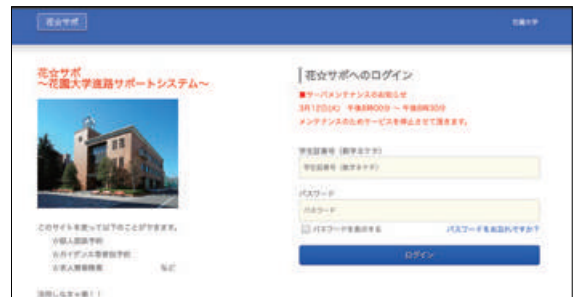 花☆サポ
花園大学
花☆サポ
～花園大学進路サポートシステム～
このサイトを使って以下のことができます。
☆個人面談予約
☆ガイダンス等参加予約
☆求人情報検索 など
活用しなきゃ損！！
花☆サポへのログイン
■サーバメンテナンスのお知らせ
3月12日(火) 午後8時00分 ～ 午後8時30分
メンテナンスのためサービスを停止させて頂きます。
学生証番号（数字８ケタ）
学生証番号（数字８ケタ）
パスワード
パスワード
パスワードを表示する
パスワードをお忘れですか？
ログイン